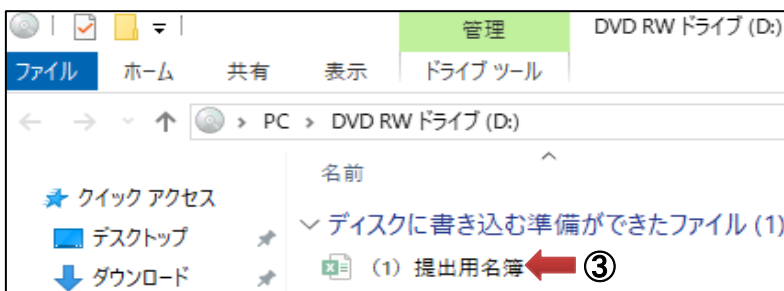 管理 DVD RW ドライブ (D:)
ファイル ホーム 共有 表示 ドライブ ツール
PC > DVD RW ドライブ (D:)
名前
クイック アクセス
ディスクに書き込む準備ができたファイル (1)
デスクトップ
(1) 提出用名簿 ③
ダウンロード